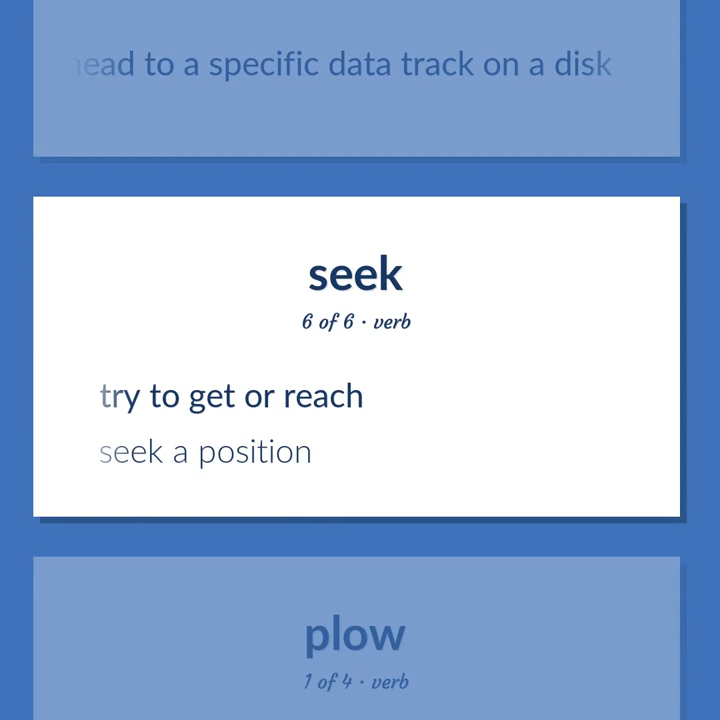 head to a specific data track on a disk
seek
6 of 6 · verb
try to get or reach
seek a position
plow
1 of 4 · verb